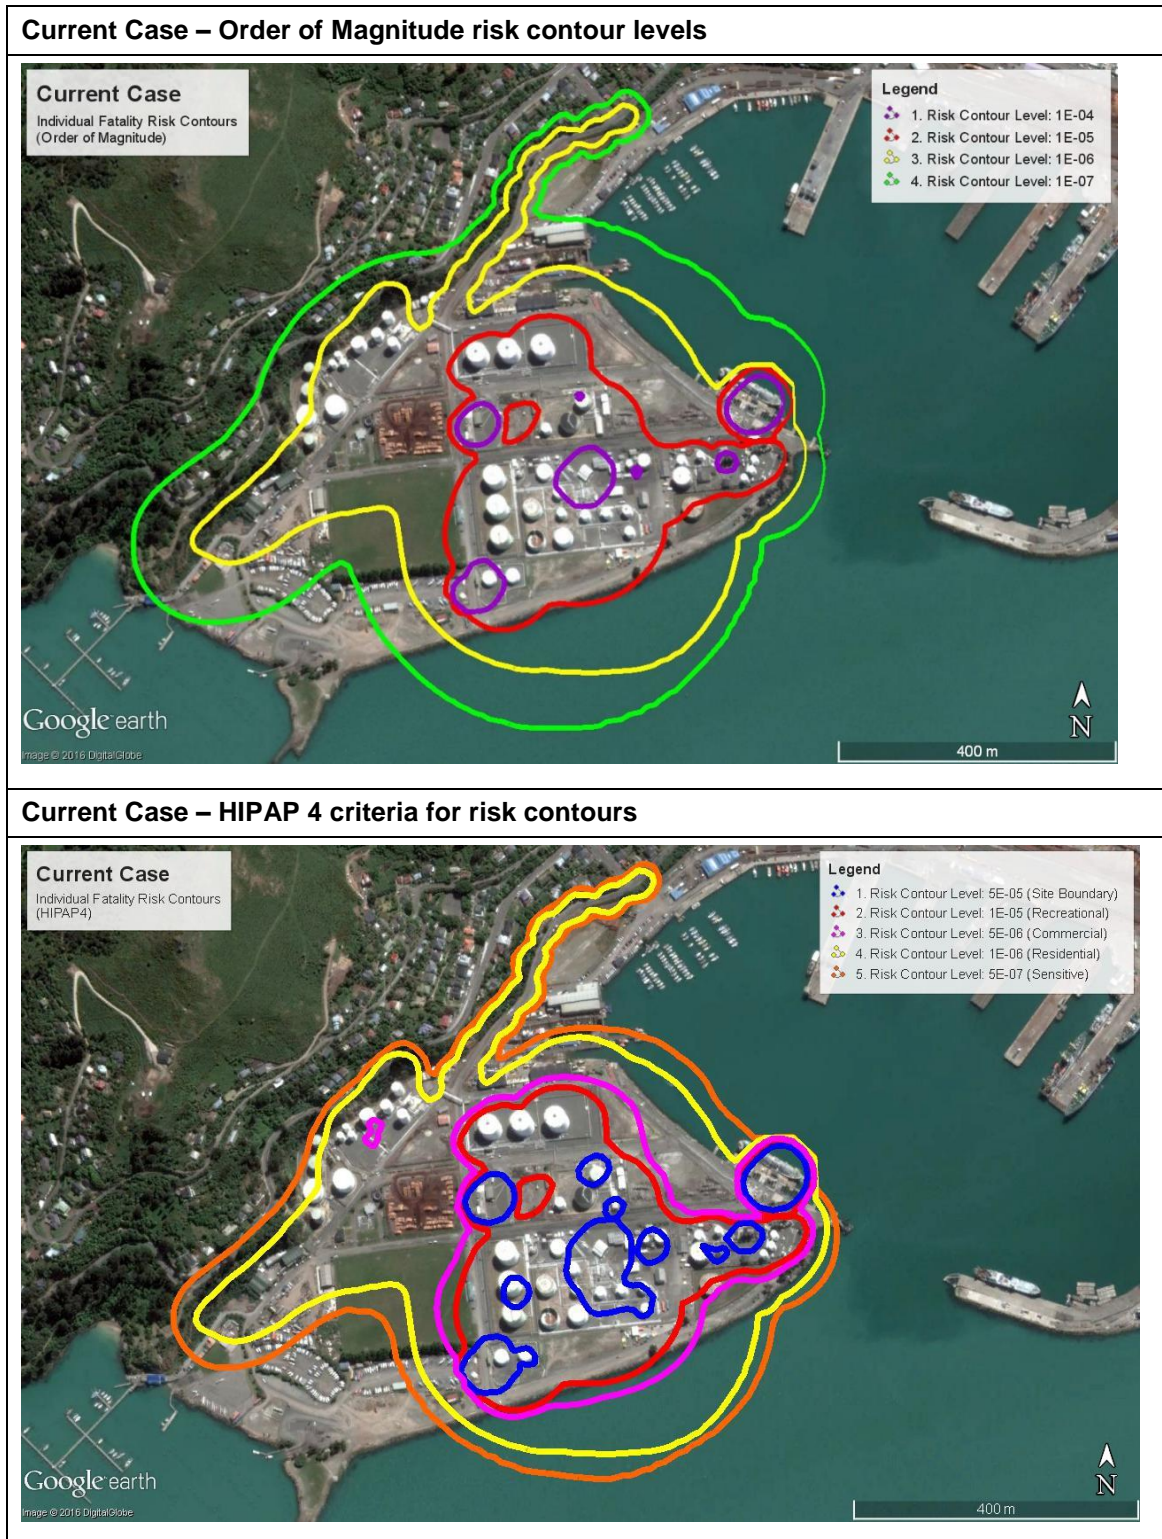 Current Case – Order of Magnitude risk contour levels
Current Case
Individual Fatality Risk Contours
(Order of Magnitude)
Legend
1. Risk Contour Level: 1E-04
2. Risk Contour Level: 1E-05
3. Risk Contour Level: 1E-06
4. Risk Contour Level: 1E-07
Google earth
Image © 2016 DigitalGlobe
N
400 m
Current Case – HIPAP 4 criteria for risk contours
Current Case
Individual Fatality Risk Contours
(HIPAP4)
Legend
1. Risk Contour Level: 5E-05 (Site Boundary)
2. Risk Contour Level: 1E-05 (Recreational)
3. Risk Contour Level: 5E-06 (Commercial)
4. Risk Contour Level: 1E-06 (Residential)
5. Risk Contour Level: 5E-07 (Sensitive)
Google earth
Image © 2016 DigitalGlobe
N
400 m